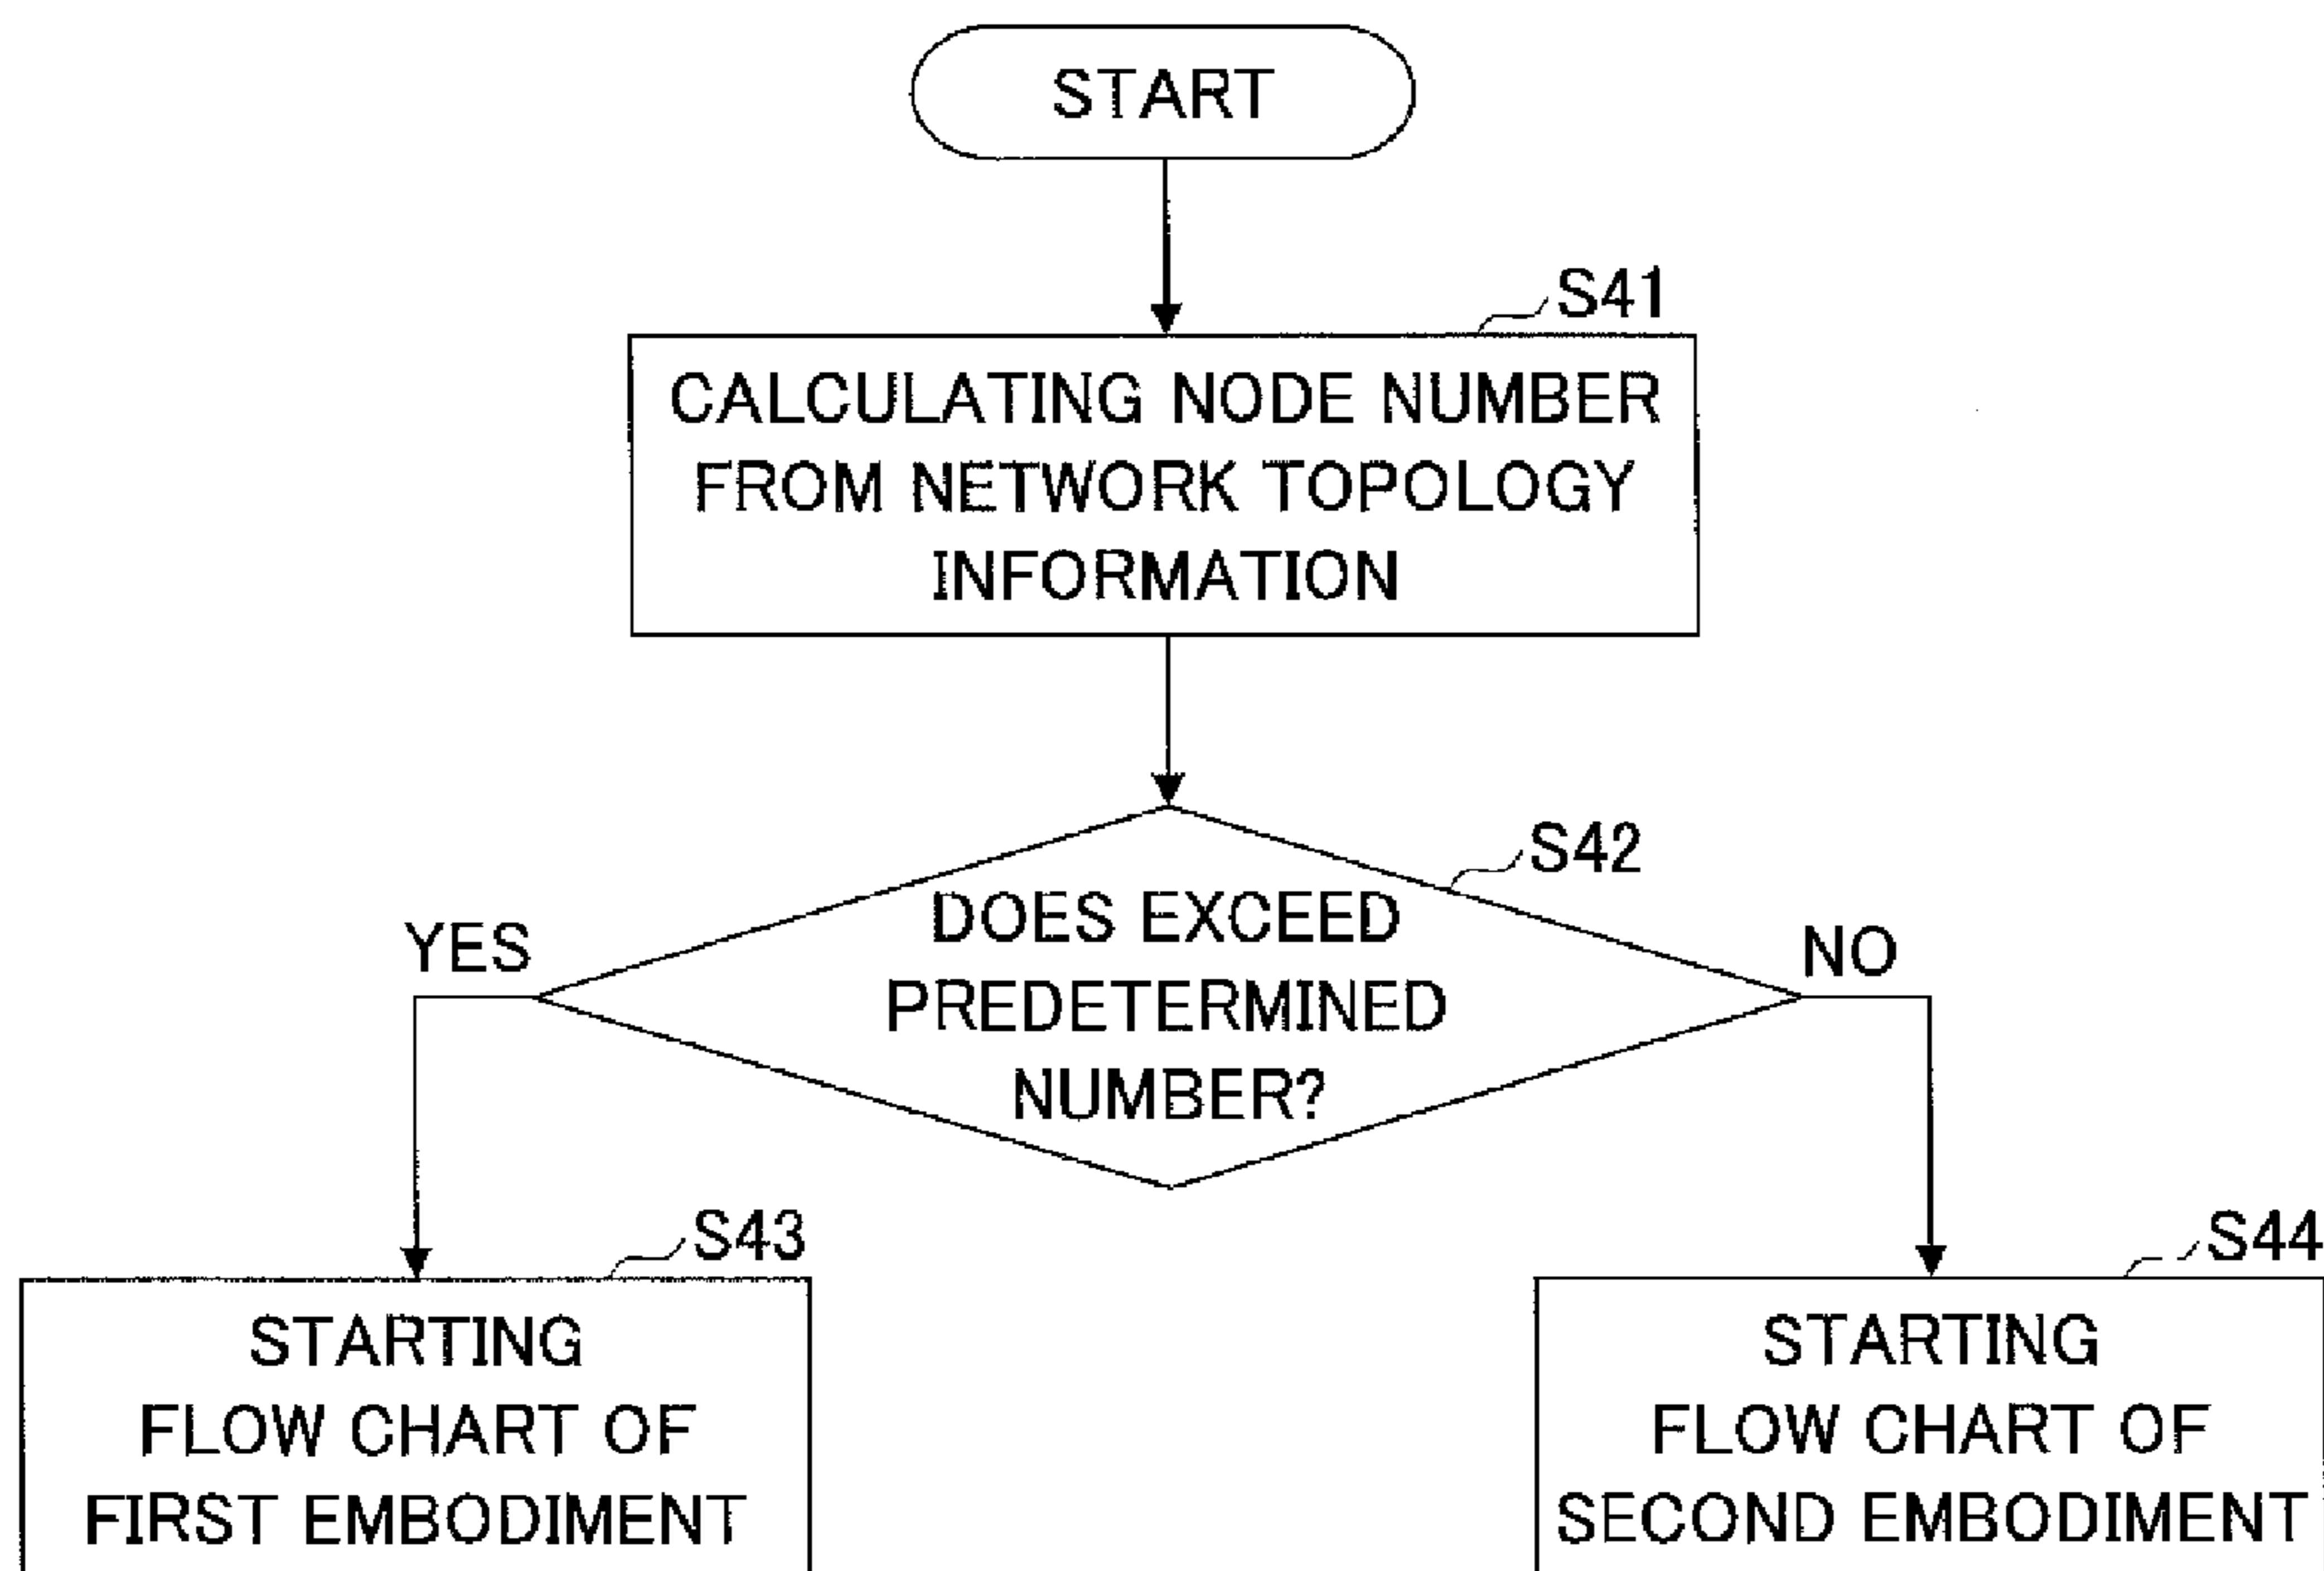 START
S41
CALCULATING NODE NUMBER
FROM NETWORK TOPOLOGY
INFORMATION
S42
DOES EXCEED
PREDETERMINED
NUMBER?
YES
NO
S43
STARTING
FLOW CHART OF
FIRST EMBODIMENT
S44
STARTING
FLOW CHART OF
SECOND EMBODIMENT